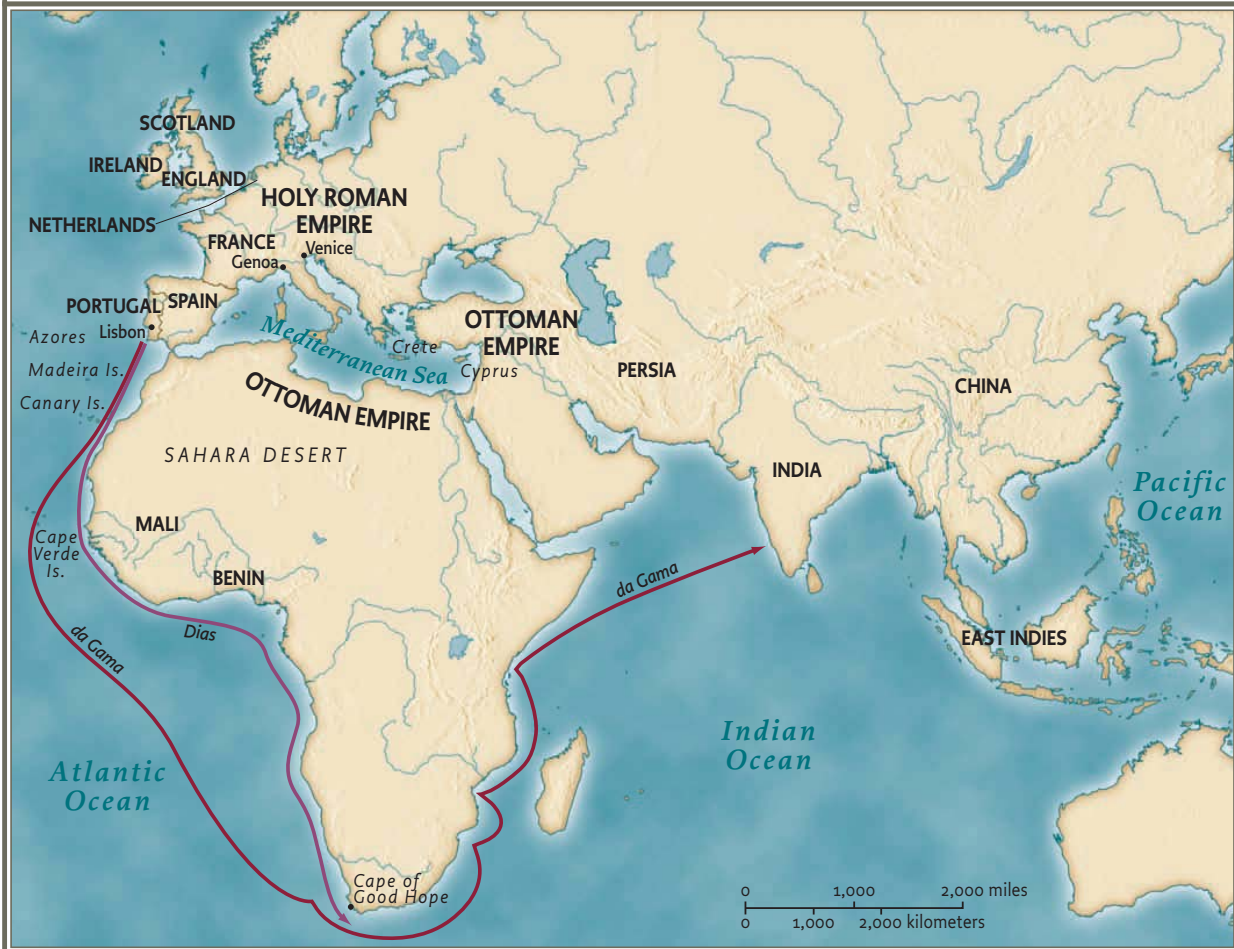 SCOTLAND
IRELAND
ENGLAND
NETHERLANDS
HOLY ROMAN
EMPIRE
FRANCE
Venice
Genoa
PORTUGAL
SPAIN
Lisbon
Azores
Madeira Is.
Canary Is.
Mediterranean Sea
Crete
Cyprus
OTTOMAN
EMPIRE
OTTOMAN EMPIRE
PERSIA
CHINA
SAHARA DESERT
INDIA
Pacific
Ocean
MALI
Cape
Verde
Is.
BENIN
da Gama
Dias
da Gama
EAST INDIES
Indian
Ocean
Atlantic
Ocean
Cape of
Good Hope
0 1,000 2,000 miles
0 1,000 2,000 kilometers